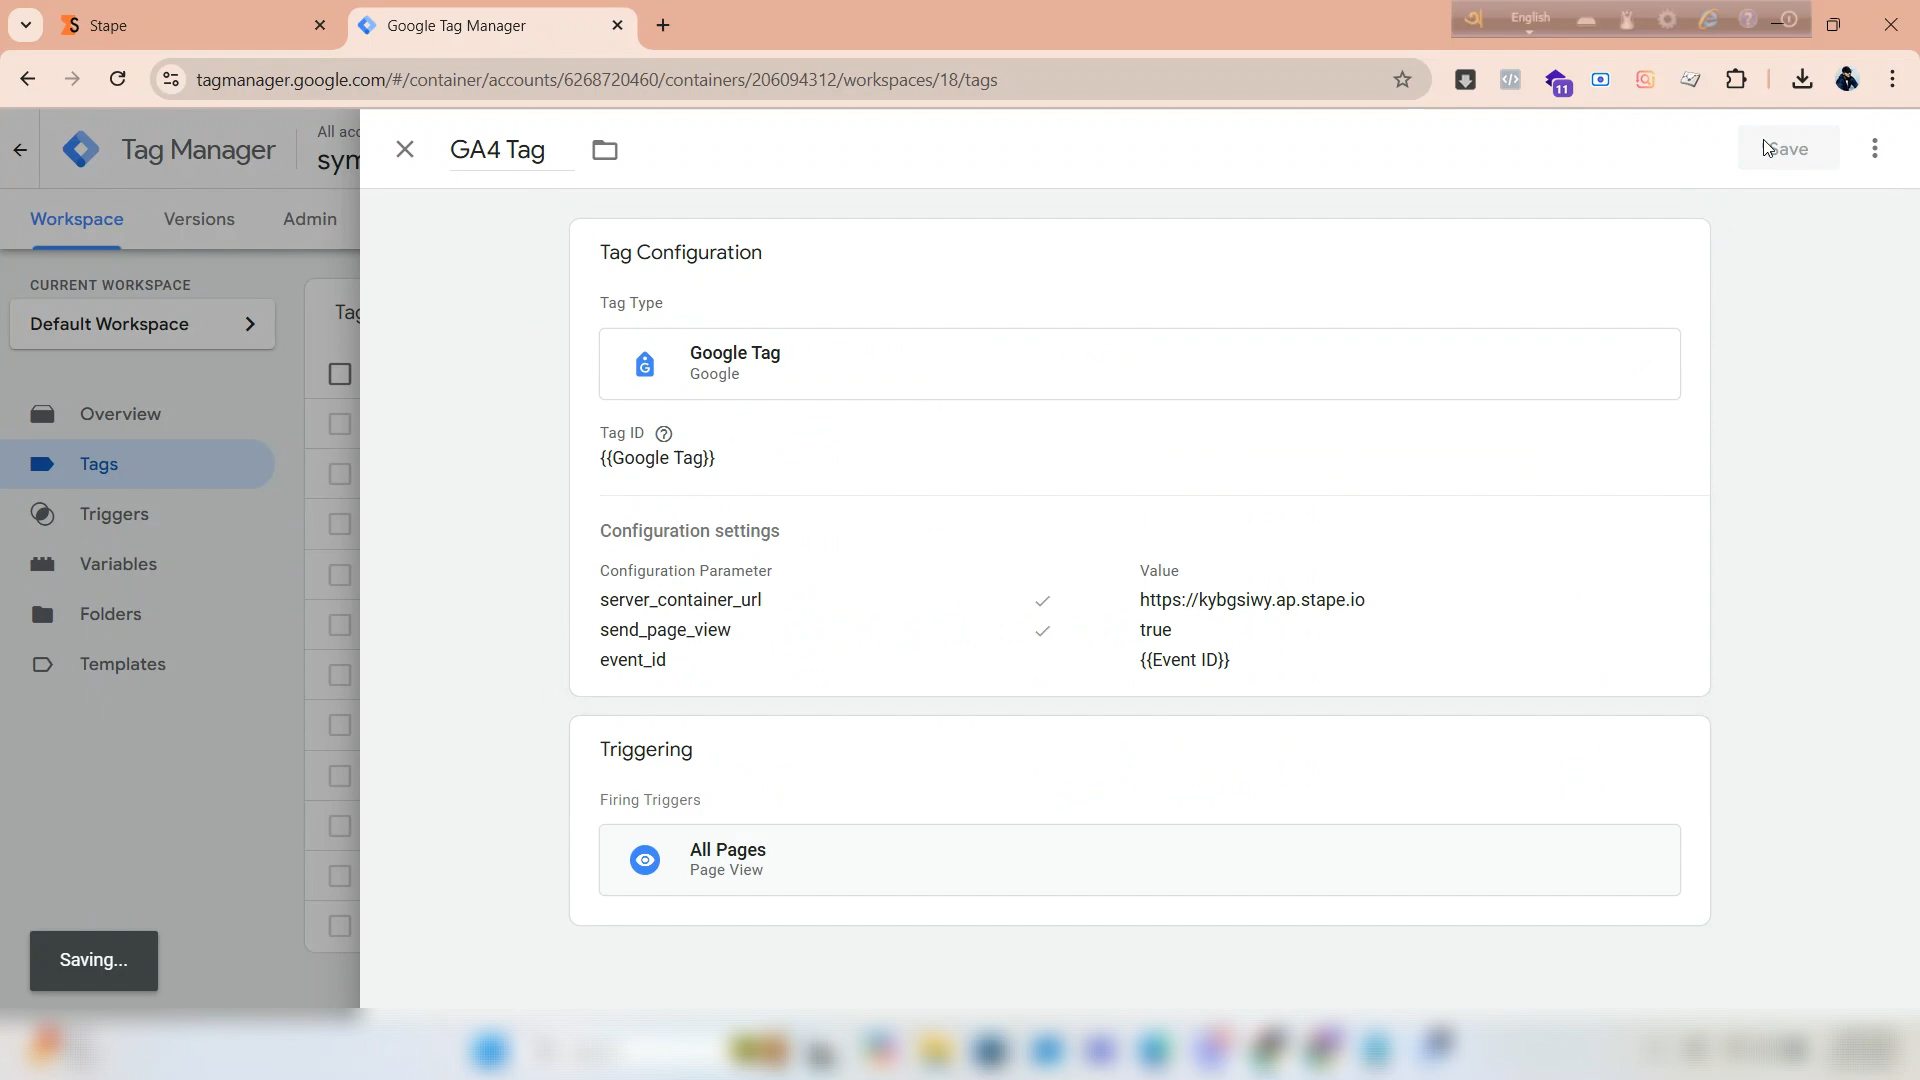 Stape
Google Tag Manager
English
tagmanager.google.com/#/container/accounts/6268720460/containers/206094312/workspaces/18/tags
11
Tag Manager
All acc
sym
GA4 Tag
Save
Workspace
Versions
Admin
CURRENT WORKSPACE
Default Workspace
Tag
Overview
Tags
Triggers
Variables
Folders
Templates
Saving...
Tag Configuration
Tag Type
Google Tag
Google
Tag ID
{{Google Tag}}
Configuration settings
Configuration Parameter Value
server_container_url https://kybgsiwy.ap.stape.io
send_page_view true
event_id {{Event ID}}
Triggering
Firing Triggers
All Pages
Page View